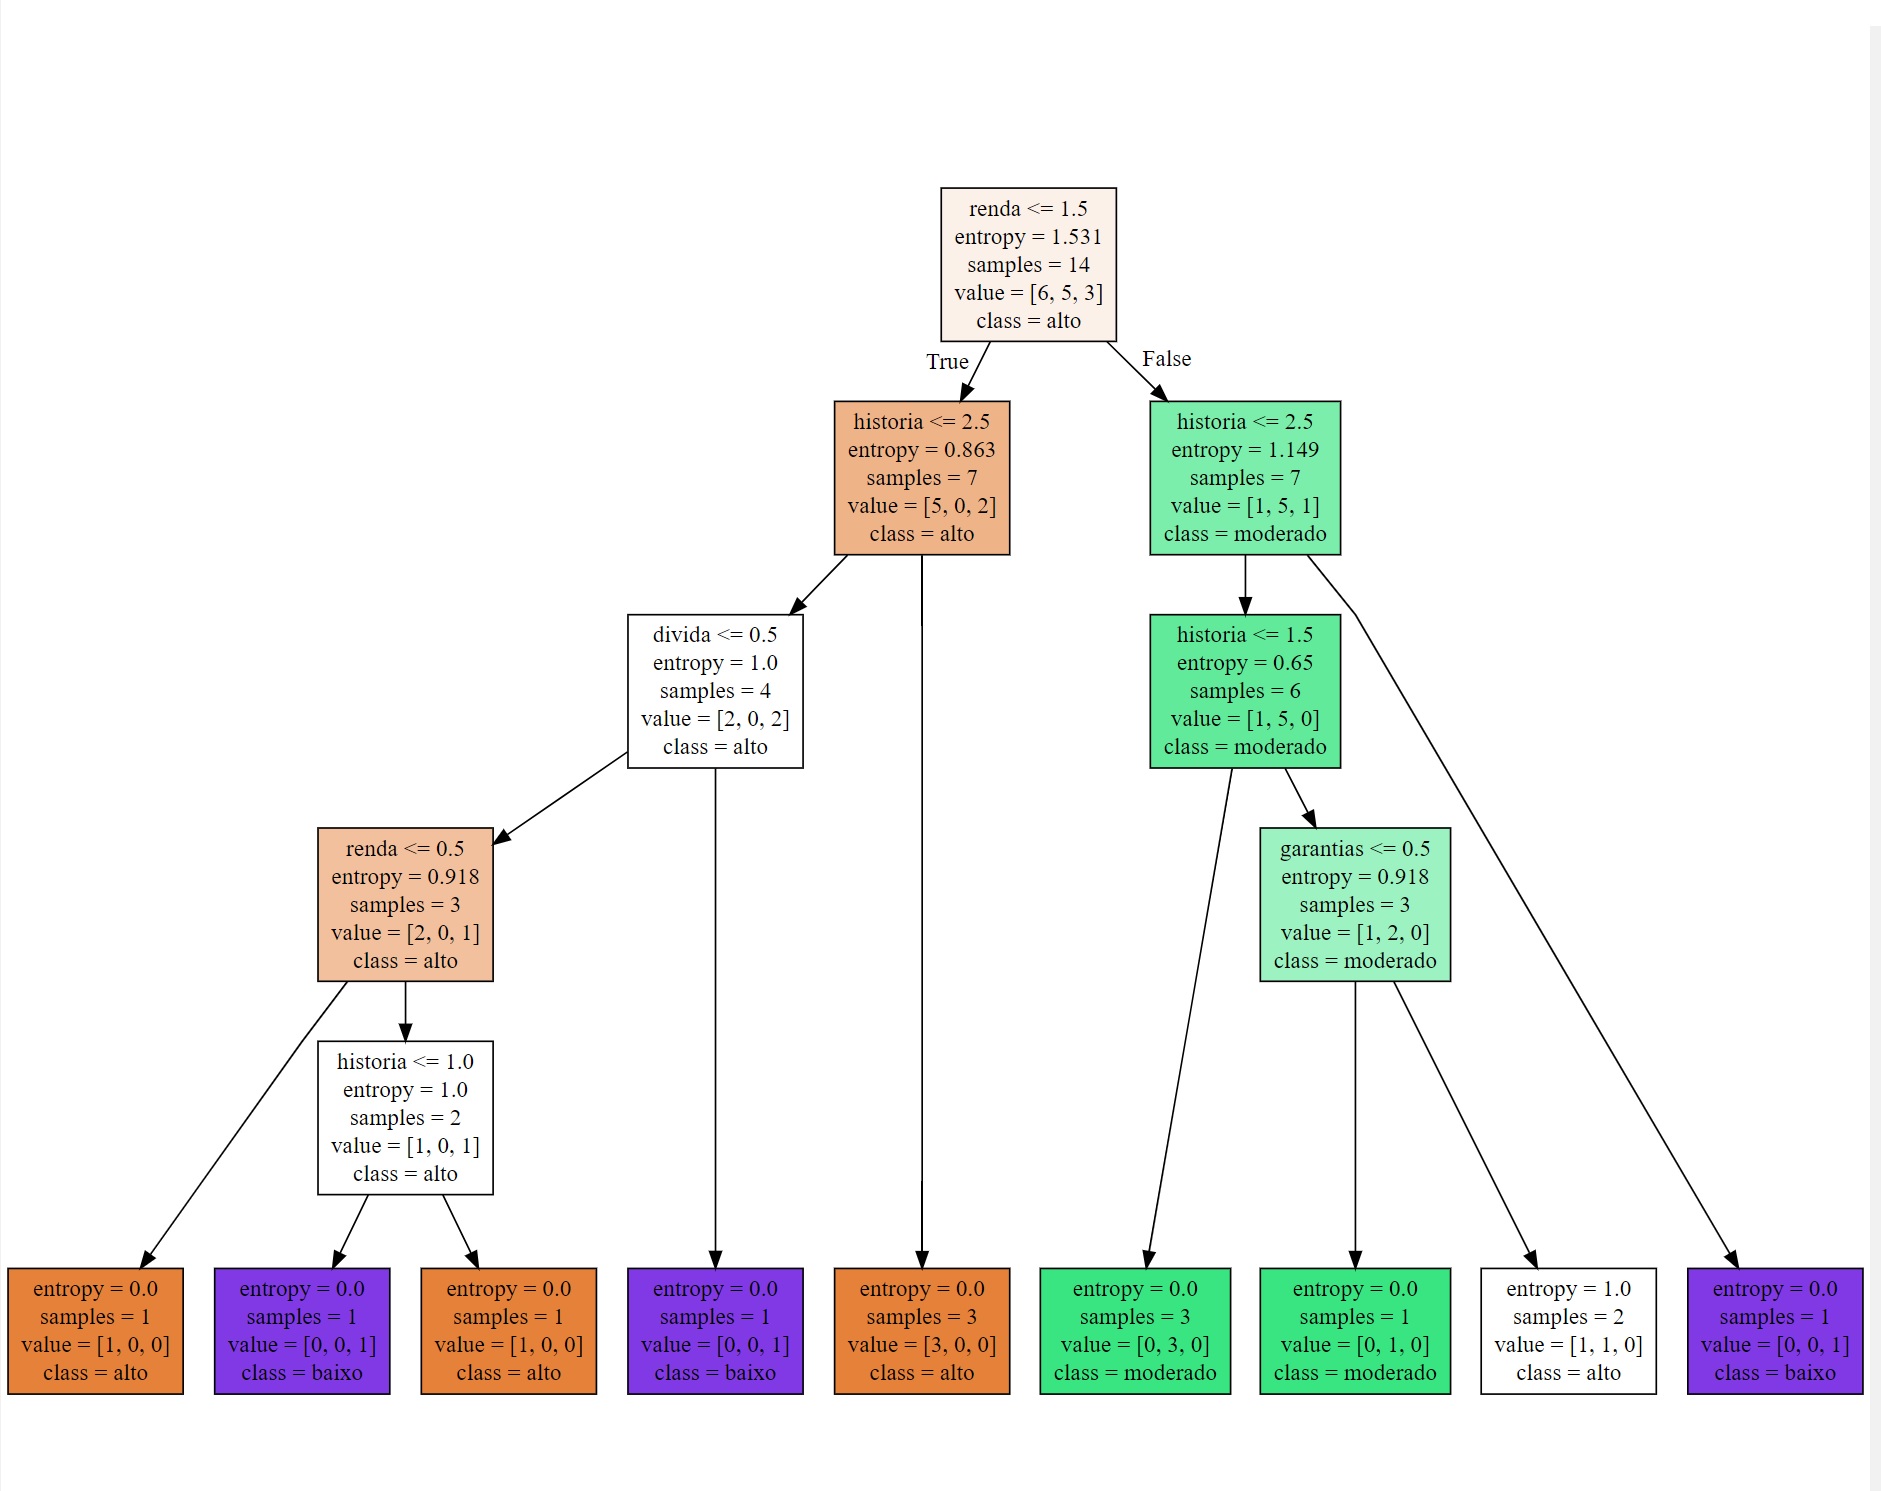 renda <= 1.5
entropy = 1.531
samples = 14
value = [6, 5, 3]
class = alto
True
False
historia <= 2.5
entropy = 0.863
samples = 7
value = [5, 0, 2]
class = alto
historia <= 2.5
entropy = 1.149
samples = 7
value = [1, 5, 1]
class = moderado
divida <= 0.5
entropy = 1.0
samples = 4
value = [2, 0, 2]
class = alto
historia <= 1.5
entropy = 0.65
samples = 6
value = [1, 5, 0]
class = moderado
renda <= 0.5
entropy = 0.918
samples = 3
value = [2, 0, 1]
class = alto
garantias <= 0.5
entropy = 0.918
samples = 3
value = [1, 2, 0]
class = moderado
historia <= 1.0
entropy = 1.0
samples = 2
value = [1, 0, 1]
class = alto
entropy = 0.0
samples = 1
value = [1, 0, 0]
class = alto
entropy = 0.0
samples = 1
value = [0, 0, 1]
class = baixo
entropy = 0.0
samples = 1
value = [1, 0, 0]
class = alto
entropy = 0.0
samples = 1
value = [0, 0, 1]
class = baixo
entropy = 0.0
samples = 3
value = [3, 0, 0]
class = alto
entropy = 0.0
samples = 3
value = [0, 3, 0]
class = moderado
entropy = 0.0
samples = 1
value = [0, 1, 0]
class = moderado
entropy = 1.0
samples = 2
value = [1, 1, 0]
class = alto
entropy = 0.0
samples = 1
value = [0, 0, 1]
class = baixo